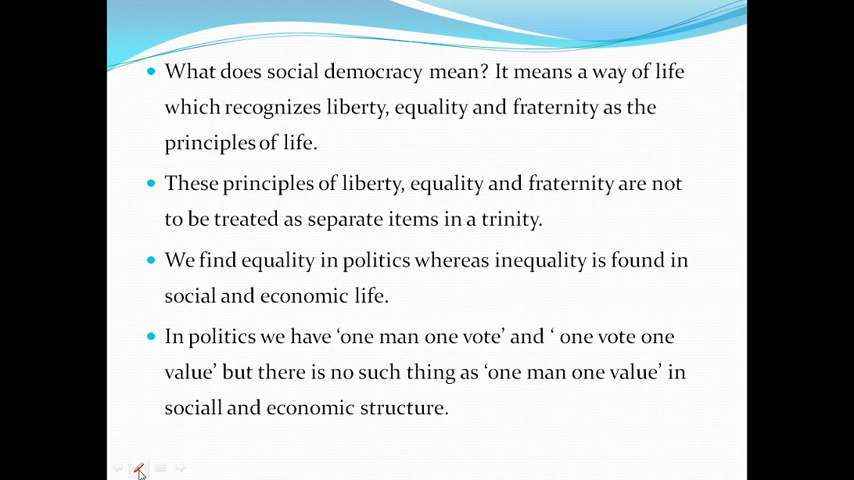 • What does social democracy mean? It means a way of life
which recognizes liberty, equality and fraternity as the
principles of life.
• These principles of liberty, equality and fraternity are not
to be treated as separate items in a trinity.
• We find equality in politics whereas inequality is found in
social and economic life.
• In politics we have ‘one man one vote’ and ‘ one vote one
value’ but there is no such thing as ‘one man one value’ in
sociall and economic structure.